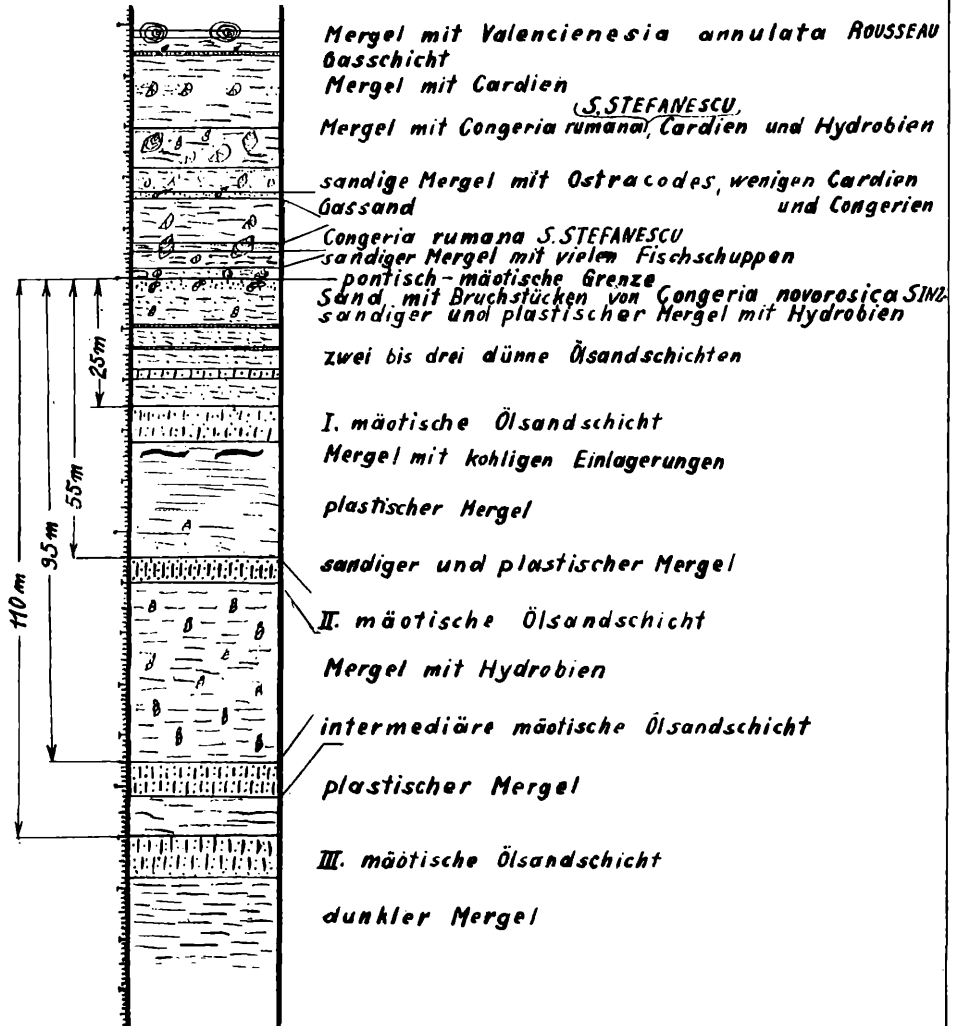 Mergel mit Valencienesia annulata ROUSSEAU
Gasschicht
Mergel mit Cardien
S. STEFANESCU,
Mergel mit Congeria rumana, Cardien und Hydrobien
sandige Mergel mit Ostracodes, wenigen Cardien
und Congerien
Gassand
Congeria rumana S. STEFANESCU
sandiger Mergel mit vielen Fischschuppen
pontisch-mäotische Grenze
Sand mit Bruchstücken von Congeria novorosica SINZ.
sandiger und plastischer Mergel mit Hydrobien
zwei bis drei dünne Ölsandschichten
25m
I. mäotische Ölsandschicht
Mergel mit kohligen Einlagerungen
55m
plastischer Mergel
95m
sandiger und plastischer Mergel
110m
II. mäotische Ölsandschicht
Mergel mit Hydrobien
intermediäre mäotische Ölsandschicht
plastischer Mergel
III. mäotische Ölsandschicht
dunkler Mergel